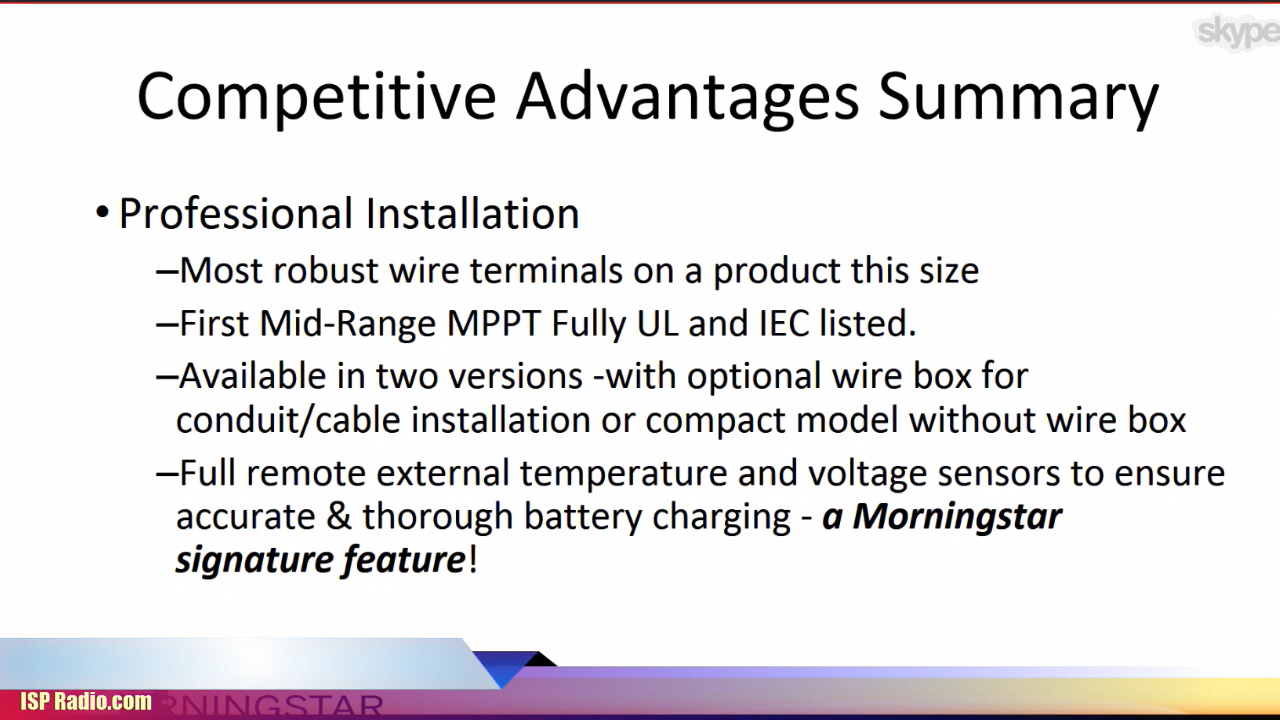 skype
Competitive Advantages Summary
• Professional Installation
–Most robust wire terminals on a product this size
–First Mid-Range MPPT Fully UL and IEC listed.
–Available in two versions -with optional wire box for
conduit/cable installation or compact model without wire box
–Full remote external temperature and voltage sensors to ensure
accurate & thorough battery charging - a Morningstar
signature feature!
ISP Radio.com
RNINGSTAR